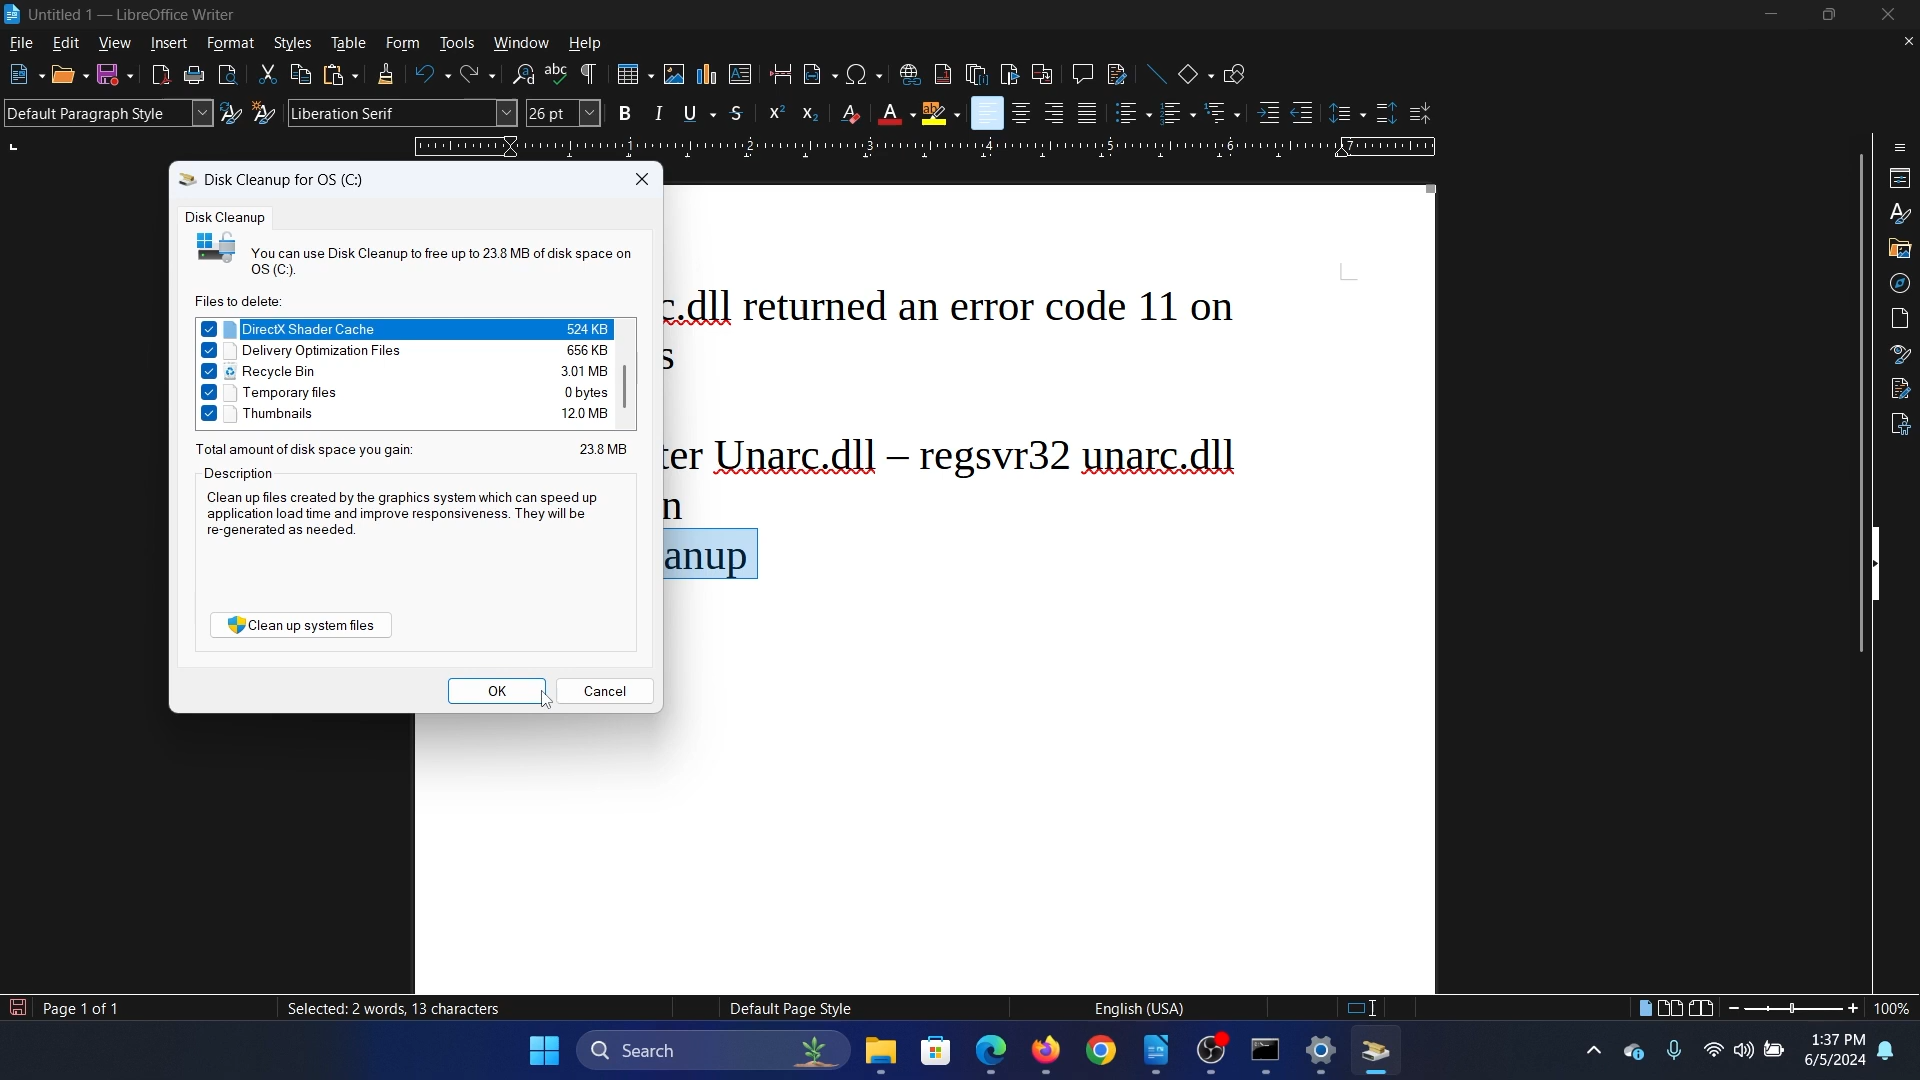 Untitled 1 — LibreOffice Writer
File Edit View Insert Format Styles Table Form Tools Window Help
Default Paragraph Style Liberation Serif 26 pt
1 2 3 4 5 6 7
Disk Cleanup for OS (C:)
Disk Cleanup
You can use Disk Cleanup to free up to 23.8 MB of disk space on
OS (C:).
Files to delete:
DirectX Shader Cache 524 KB
Delivery Optimization Files 656 KB
Recycle Bin 3.01 MB
Temporary files 0 bytes
Thumbnails 12.0 MB
Total amount of disk space you gain: 23.8 MB
Description
Clean up files created by the graphics system which can speed up
application load time and improve responsiveness. They will be
re-generated as needed.
Clean up system files
OK Cancel
c.dll returned an error code 11 on
s
ter Unarc.dll – regsvr32 unarc.dll
n
anup
Page 1 of 1 Selected: 2 words, 13 characters Default Page Style English (USA) 100%
Search
1:37 PM
6/5/2024